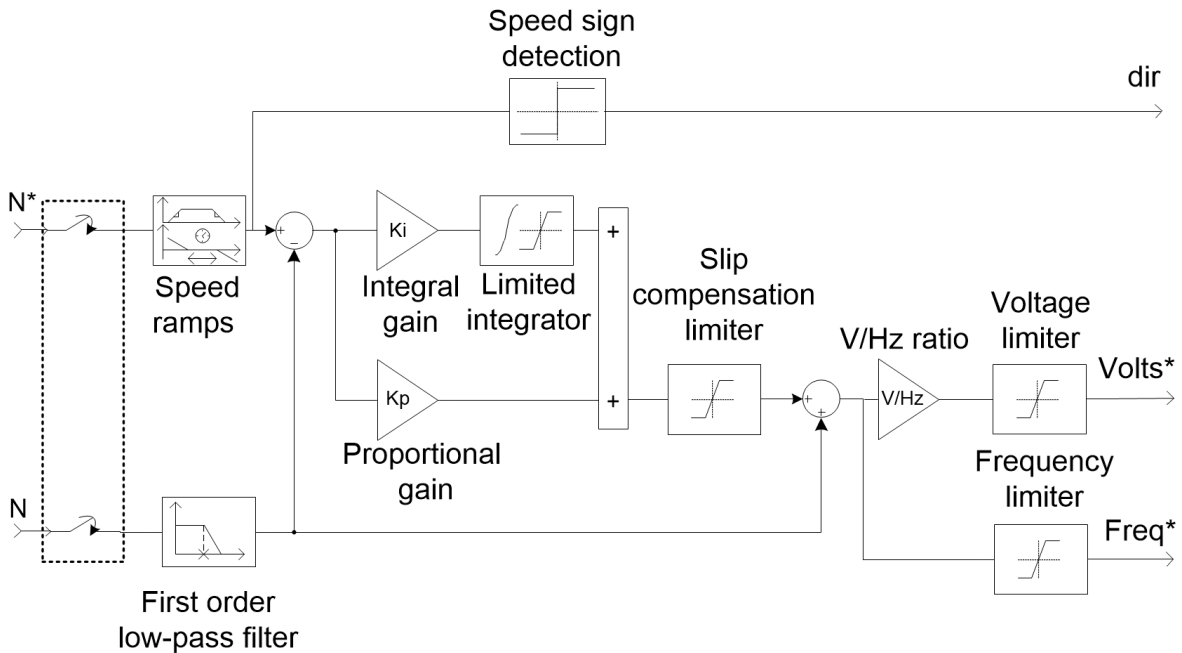 Speed sign
detection
dir
N*
+
−
Ki
+
Speed
ramps
Integral
gain
Limited
integrator
Slip
compensation
limiter
V/Hz ratio
Voltage
limiter
Volts*
Kp
+
+
+
V/Hz
Proportional
gain
Frequency
limiter
N
Freq*
First order
low-pass filter